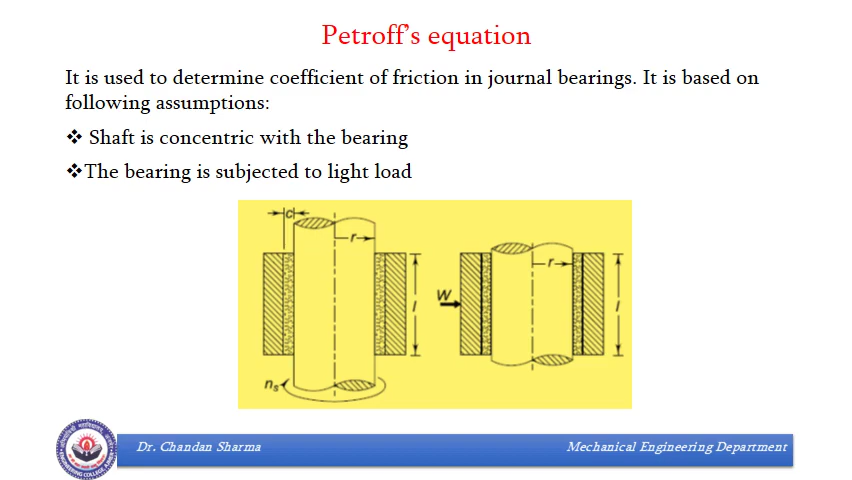 Petroff's equation
It is used to determine coefficient of friction in journal bearings. It is based on
following assumptions:
❖ Shaft is concentric with the bearing
❖The bearing is subjected to light load
c
r
r
l
W
l
nₛ
Dr. Chandan Sharma
Mechanical Engineering Department